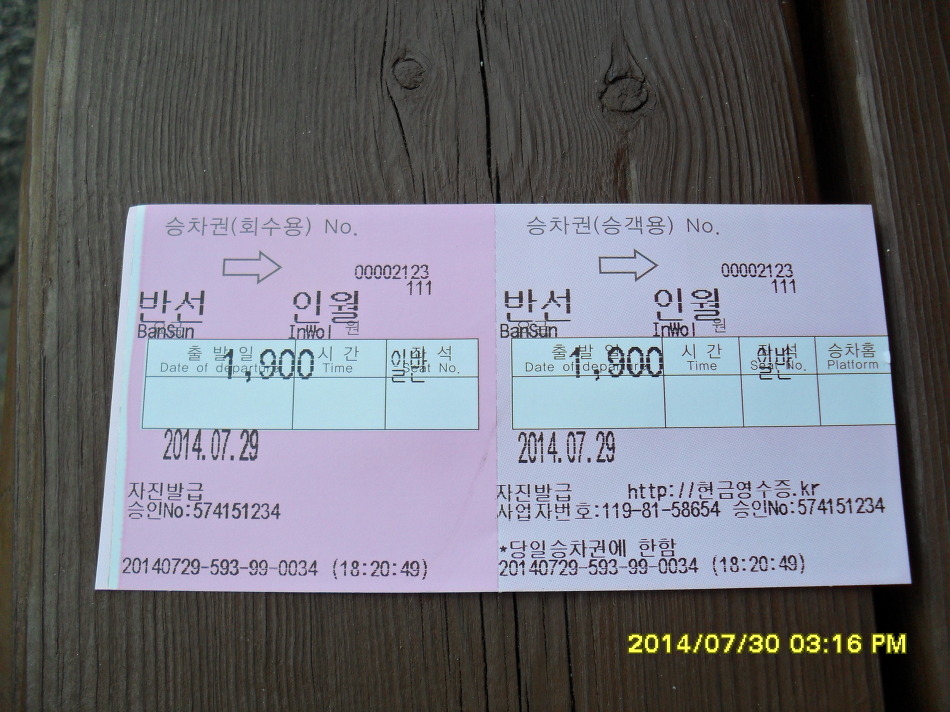 승차권(회수용) No.
00002123
111
반선 인월
BanSun InWol 원
출발일 1,900 시간 일반 좌석
Date of departure Time Seat No.
2014.07.29
자진발급
승인No:574151234
20140729-593-99-0034 (18:20:49)
승차권(승객용) No.
00002123
111
반선 인월
BanSun InWol 원
출발일 1,900 시간 일반 좌석 승차홈
Date of departure Time Seat No. Platform
2014.07.29
자진발급 http://현금영수증.kr
사업자번호:119-81-58654 승인No:574151234
*당일승차권에 한함
20140729-593-99-0034 (18:20:49)
2014/07/30 03:16 PM